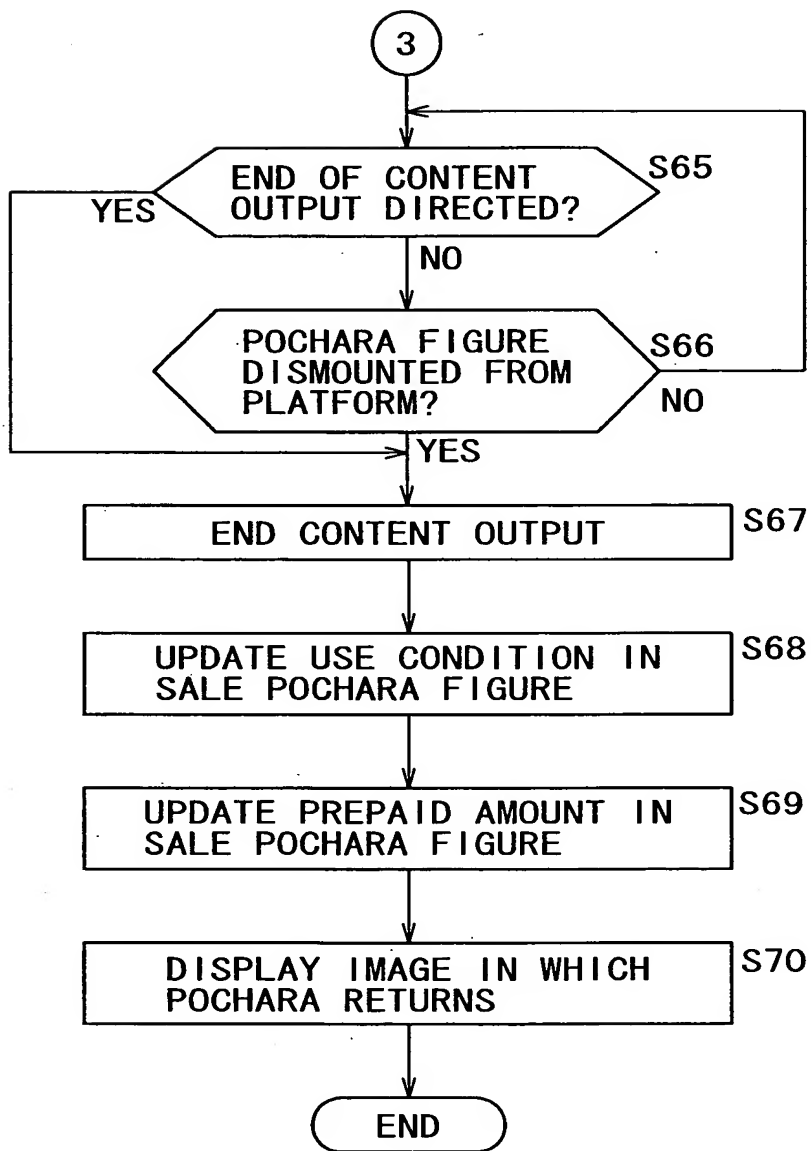 3
END OF CONTENT
OUTPUT DIRECTED?
S65
YES
NO
POCHARA FIGURE
DISMOUNTED FROM
PLATFORM?
S66
NO
YES
END CONTENT OUTPUT
S67
UPDATE USE CONDITION IN
SALE POCHARA FIGURE
S68
UPDATE PREPAID AMOUNT IN
SALE POCHARA FIGURE
S69
DISPLAY IMAGE IN WHICH
POCHARA RETURNS
S70
END